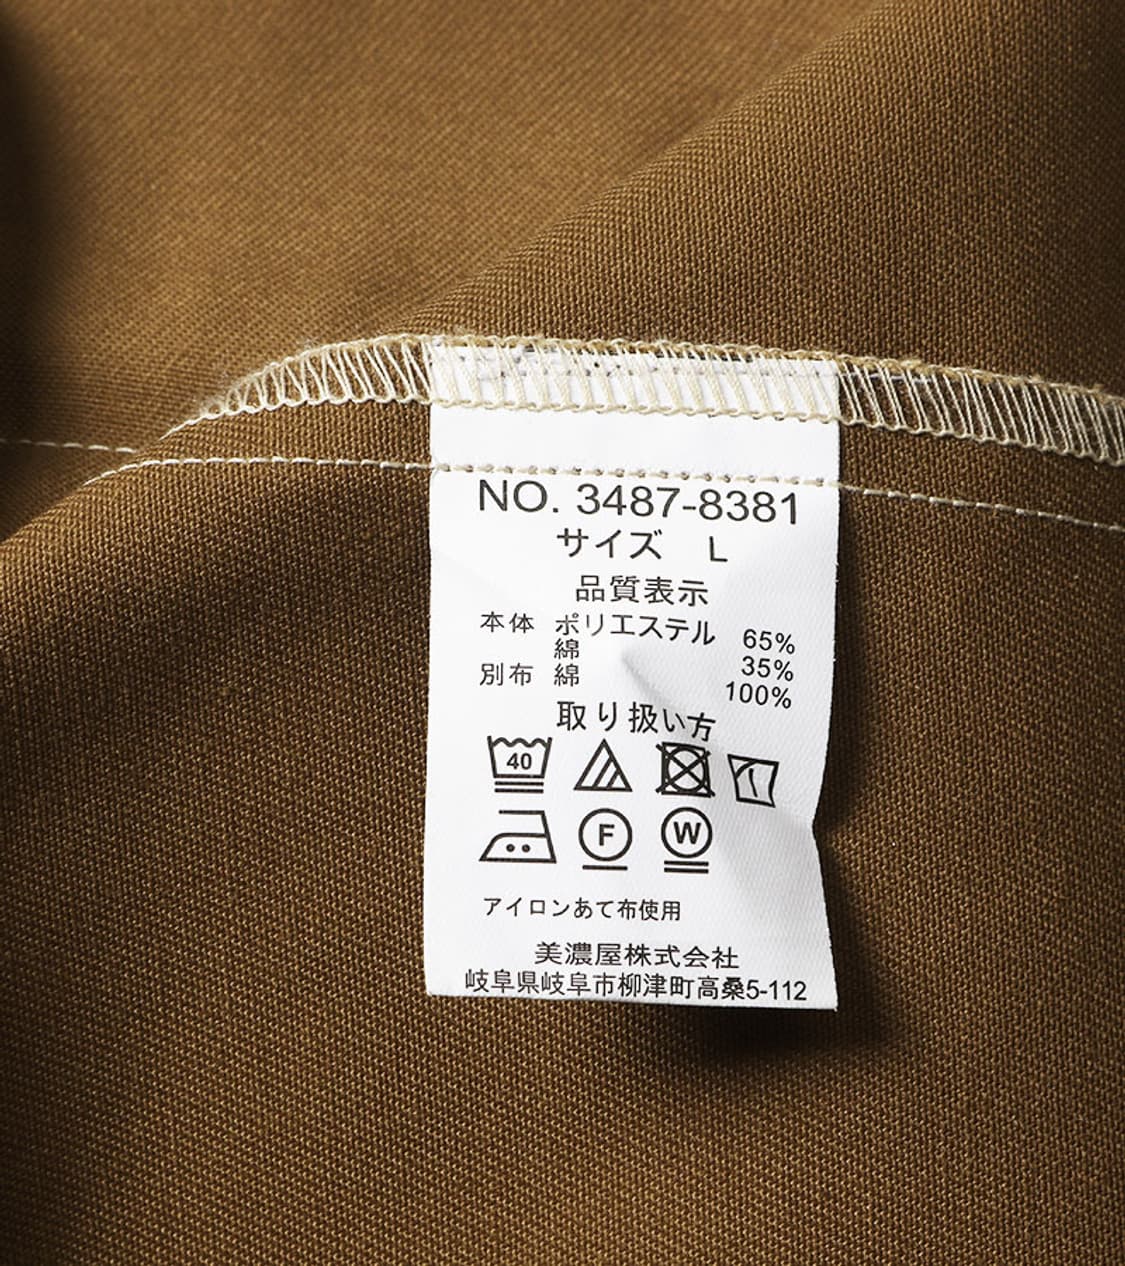 NO. 3487-8381
サイズ L
品質表示
本体 ポリエステル 65%
綿 35%
別布 綿 100%
取り扱い方
40
F W
アイロンあて布使用
美濃屋株式会社
岐阜県岐阜市柳津町高桑5-112